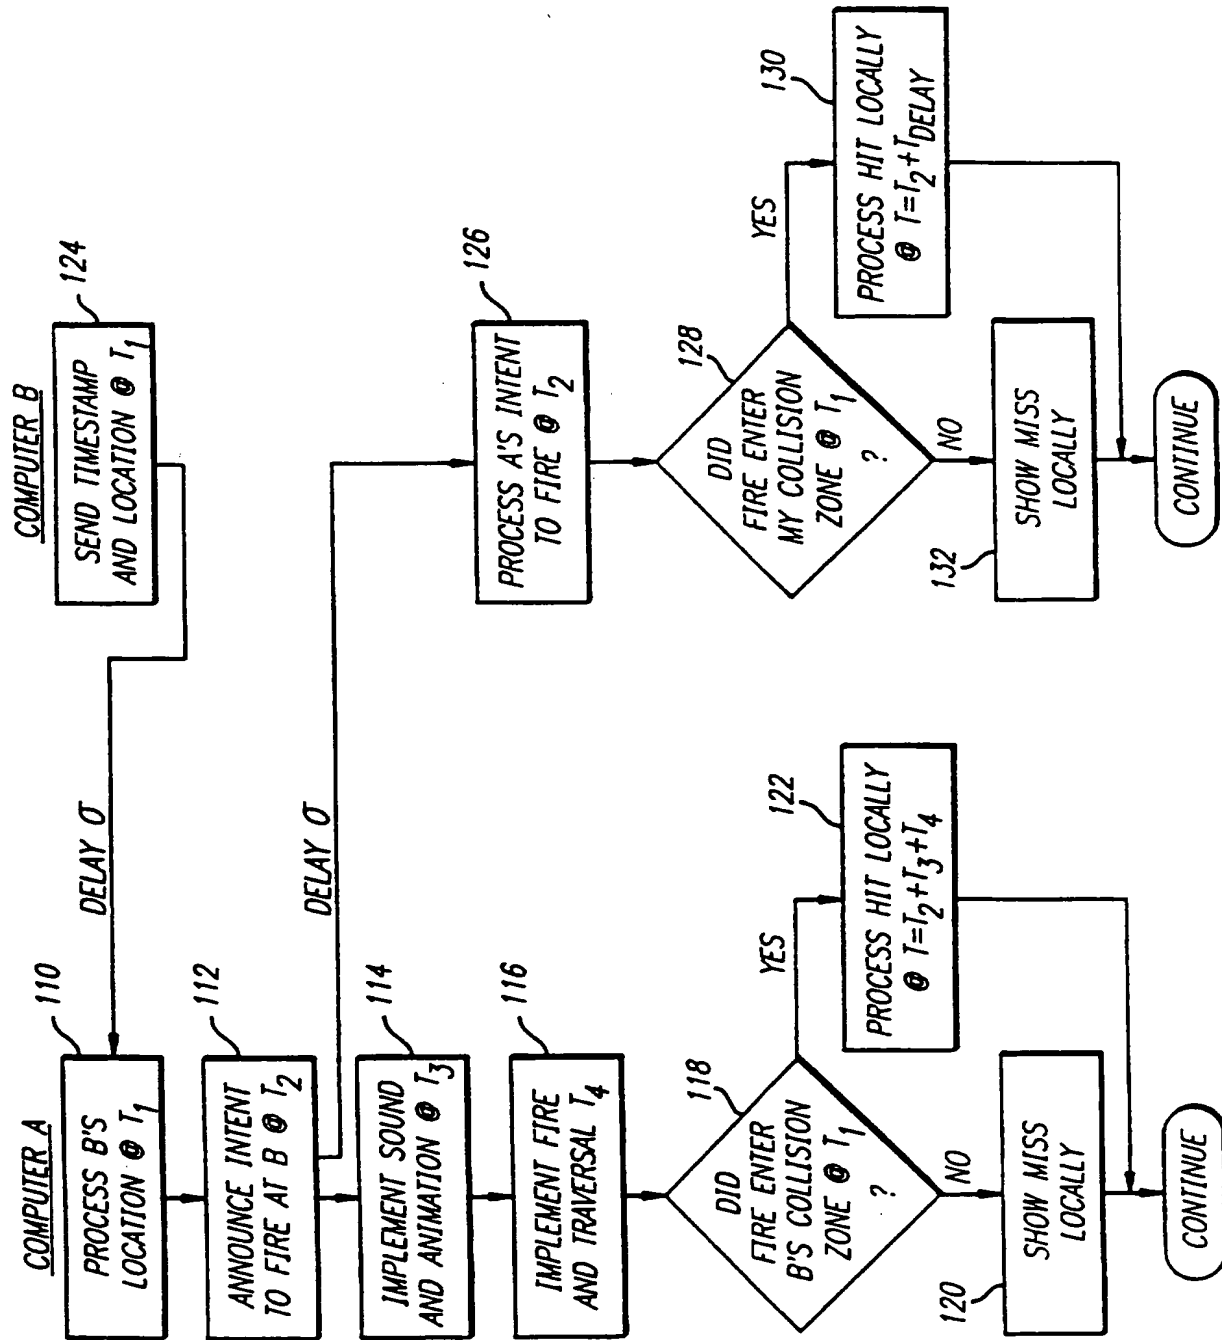 COMPUTER A
110
PROCESS B'S
LOCATION @ T1
112
ANNOUNCE INTENT
TO FIRE AT B @ T2
114
IMPLEMENT SOUND
AND ANIMATION @ T3
116
IMPLEMENT FIRE
AND TRAVERSAL T4
118
DID
FIRE ENTER
B'S COLLISION
ZONE @ T1
?
YES
122
PROCESS HIT LOCALLY
@ T=T2+T3+T4
NO
SHOW MISS
LOCALLY
120
CONTINUE
DELAY σ
DELAY σ
COMPUTER B
124
SEND TIMESTAMP
AND LOCATION @ T1
126
PROCESS A'S INTENT
TO FIRE @ T2
128
DID
FIRE ENTER
MY COLLISION
ZONE @ T1
?
YES
130
PROCESS HIT LOCALLY
@ T=T2+TDELAY
NO
SHOW MISS
LOCALLY
132
CONTINUE